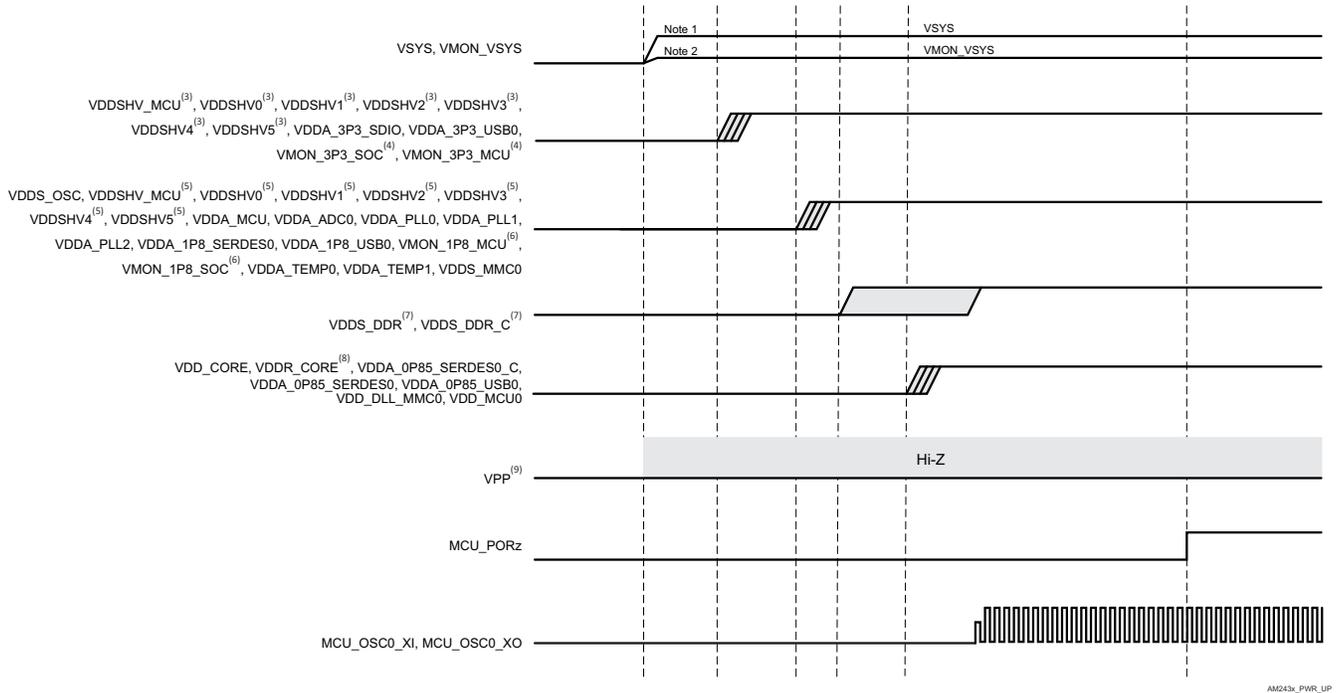 Note 1
VSYS
VSYS, VMON_VSYS
Note 2
VMON_VSYS
VDDSHV_MCU(3), VDDSHV0(3), VDDSHV1(3), VDDSHV2(3), VDDSHV3(3),
VDDSHV4(3), VDDSHV5(3), VDDA_3P3_SDIO, VDDA_3P3_USB0,
VMON_3P3_SOC(4), VMON_3P3_MCU(4)
VDDS_OSC, VDDSHV_MCU(5), VDDSHV0(5), VDDSHV1(5), VDDSHV2(5), VDDSHV3(5),
VDDSHV4(5), VDDSHV5(5), VDDA_MCU, VDDA_ADC0, VDDA_PLL0, VDDA_PLL1,
VDDA_PLL2, VDDA_1P8_SERDES0, VDDA_1P8_USB0, VMON_1P8_MCU(6),
VMON_1P8_SOC(6), VDDA_TEMP0, VDDA_TEMP1, VDDS_MMC0
VDDS_DDR(7), VDDS_DDR_C(7)
VDD_CORE, VDDR_CORE(8), VDDA_0P85_SERDES0_C,
VDDA_0P85_SERDES0, VDDA_0P85_USB0,
VDD_DLL_MMC0, VDD_MCU0
Hi-Z
VPP(9)
MCU_PORz
MCU_OSC0_XI, MCU_OSC0_XO
AM243x_PWR_UP